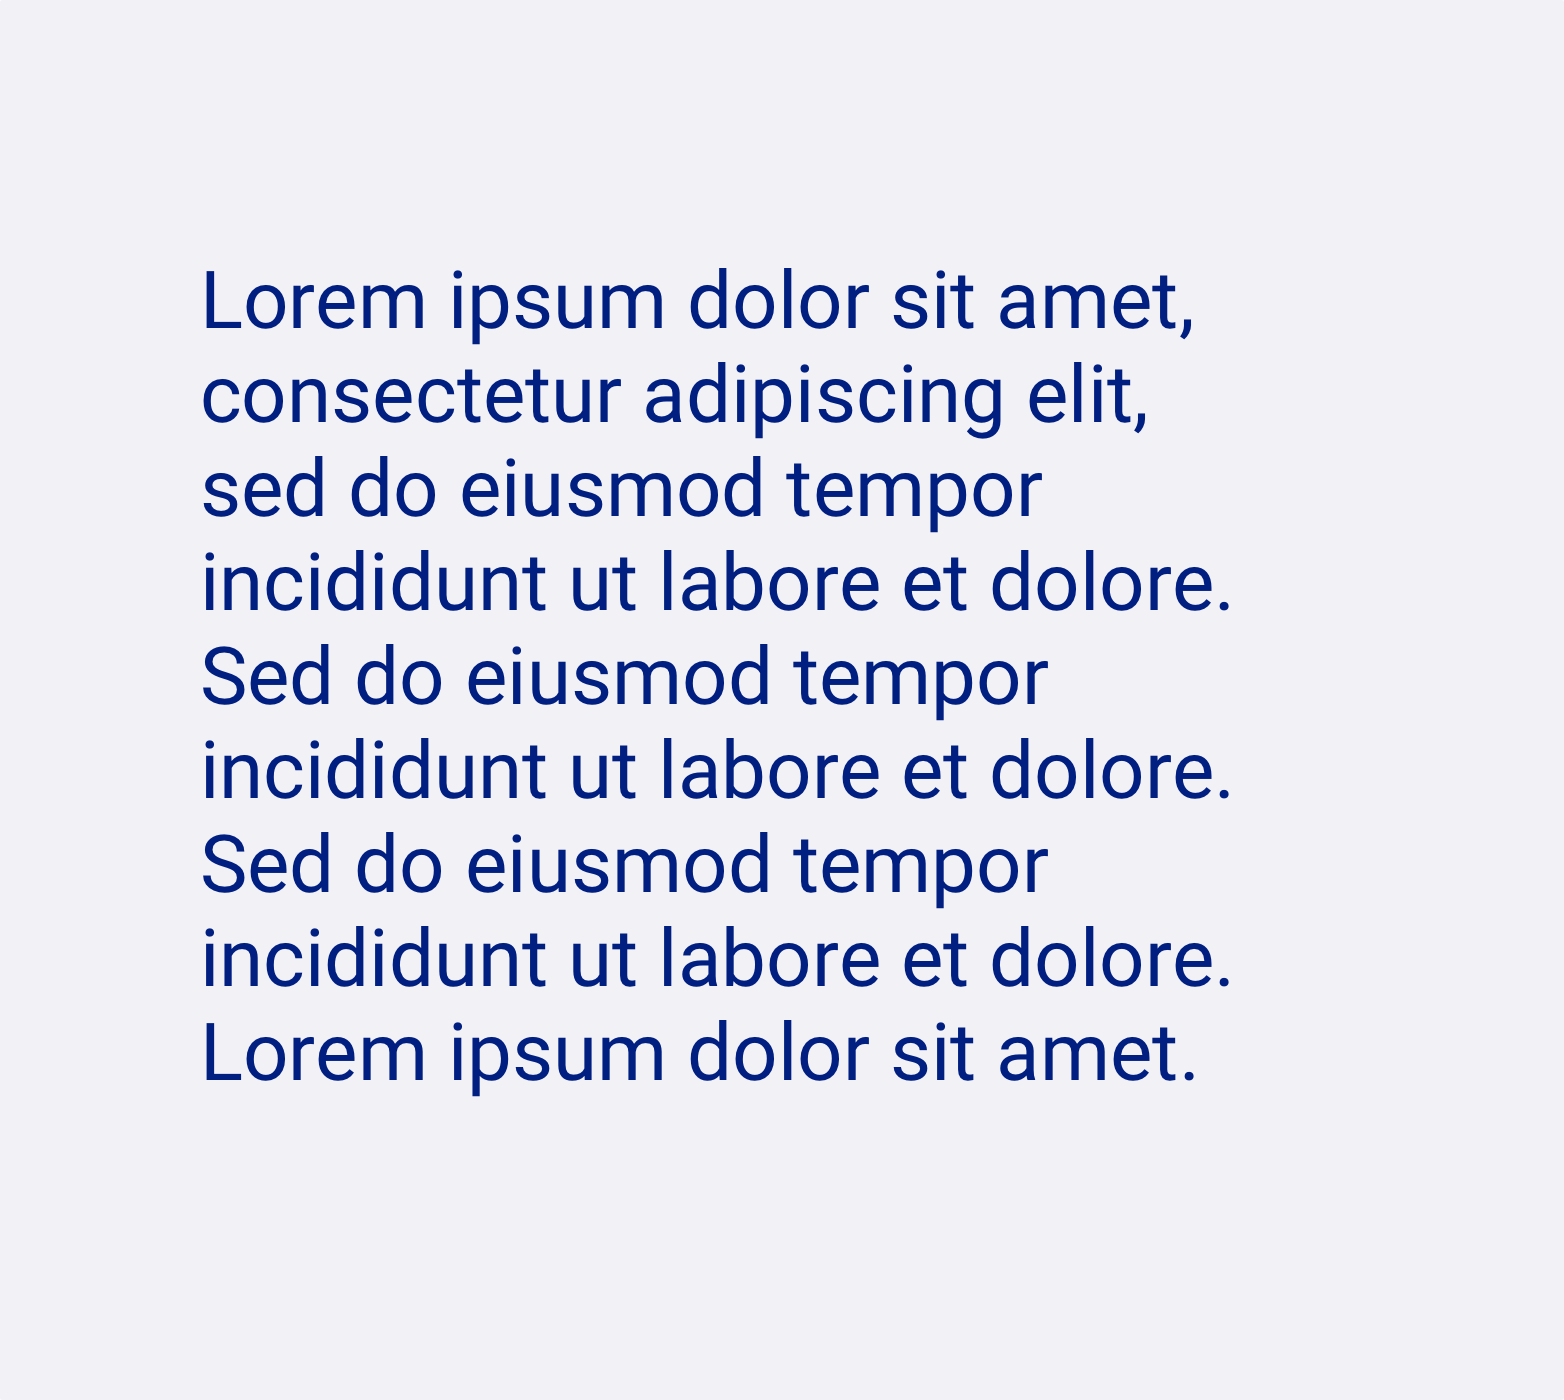 Lorem ipsum dolor sit amet,
consectetur adipiscing elit,
sed do eiusmod tempor
incididunt ut labore et dolore.
Sed do eiusmod tempor
incididunt ut labore et dolore.
Sed do eiusmod tempor
incididunt ut labore et dolore.
Lorem ipsum dolor sit amet.